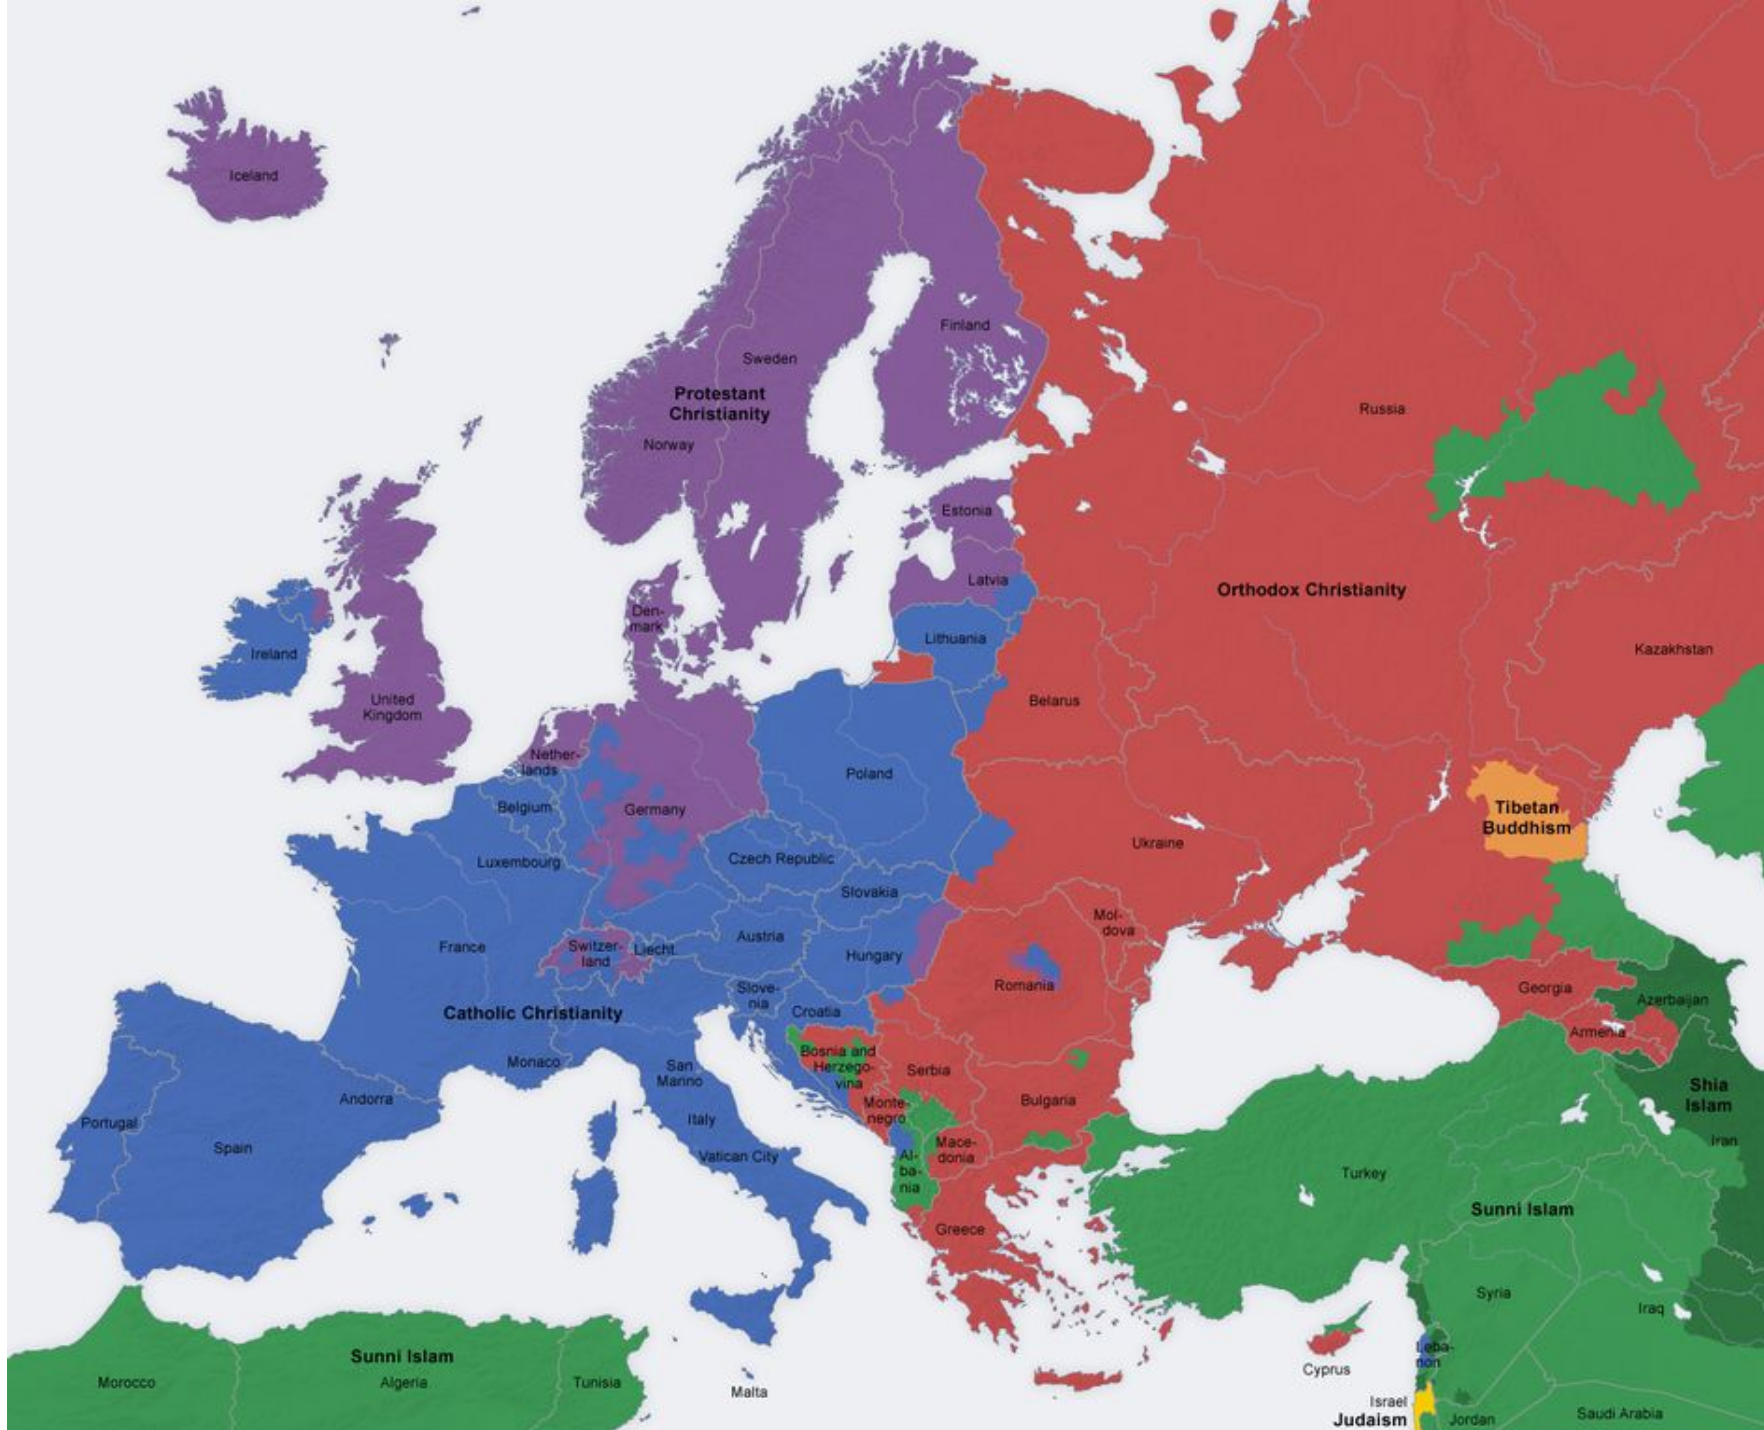 Iceland
Finland
Sweden
Protestant
Christianity
Norway
Russia
Estonia
Orthodox Christianity
Latvia
Den-
mark
Lithuania
Ireland
Kazakhstan
United
Kingdom
Belarus
Nether-
lands
Poland
Belgium
Germany
Tibetan
Buddhism
Ukraine
Czech Republic
Luxembourg
Slovakia
Mol-
dova
France
Switzer-
land
Liecht.
Austria
Hungary
Romania
Georgia
Slove-
nia
Azerbaijan
Catholic Christianity
Croatia
Armenia
Monaco
San
Marino
Bosnia and
Herzego-
vina
Serbia
Shia
Islam
Andorra
Monte-
negro
Bulgaria
Portugal
Italy
Spain
Vatican City
Mace-
donia
Iran
Al-
ba-
nia
Turkey
Sunni Islam
Greece
Syria
Iraq
Sunni Islam
Leba-
non
Morocco
Algeria
Tunisia
Malta
Cyprus
Israel
Judaism
Jordan
Saudi Arabia